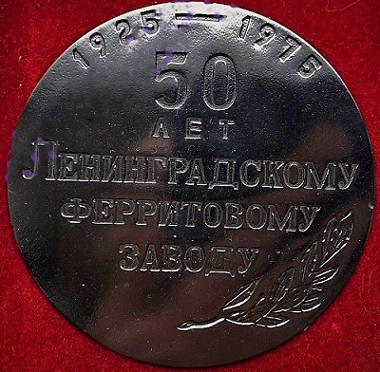 1925 — 1975
50
ЛЕТ
ЛЕНИНГРАДСКОМУ
ФЕРРИТОВОМУ
ЗАВОДУ